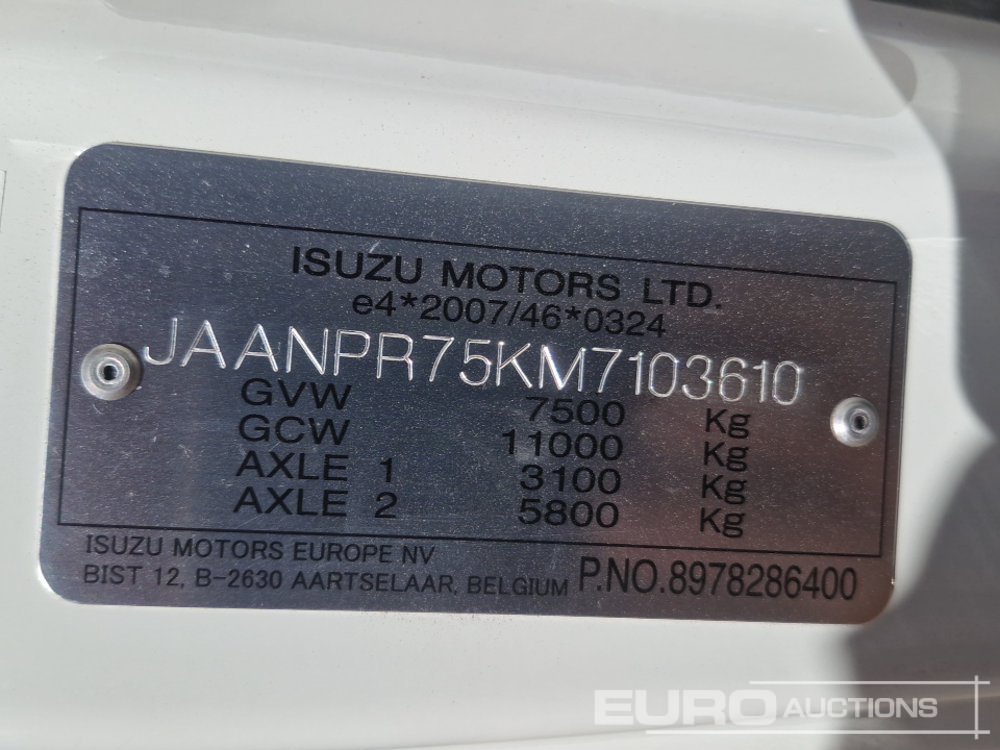 ISUZU MOTORS LTD.
e4*2007/46*0324
JAANPR75KM7103610
GVW 7500 Kg
GCW 11000 Kg
AXLE 1 3100 Kg
AXLE 2 5800 Kg
ISUZU MOTORS EUROPE NV
BIST 12, B-2630 AARTSELAAR, BELGIUM P.NO.8978286400
EURO AUCTIONS